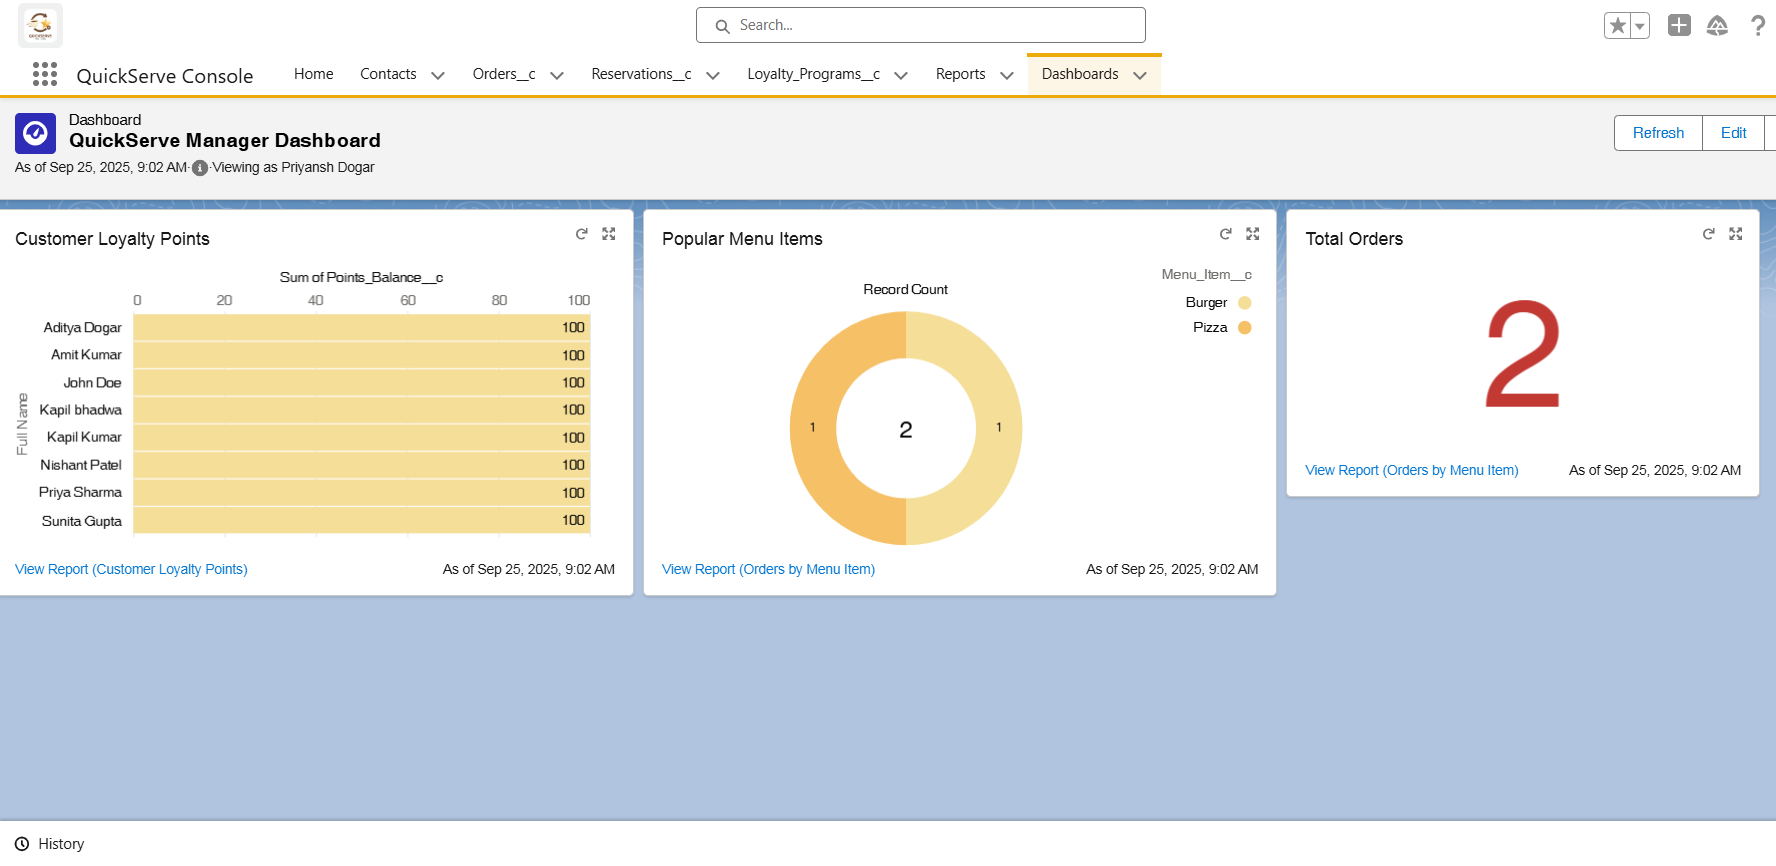 Search...
QuickServe Console
Home
Contacts
Orders__c
Reservations__c
Loyalty_Programs__c
Reports
Dashboards
Dashboard
QuickServe Manager Dashboard
As of Sep 25, 2025, 9:02 AM·Viewing as Priyansh Dogar
Refresh
Edit
Customer Loyalty Points
Sum of Points_Balance__c
0 20 40 60 80 100
Full Name
Aditya Dogar 100
Amit Kumar 100
John Doe 100
Kapil bhadwa 100
Kapil Kumar 100
Nishant Patel 100
Priya Sharma 100
Sunita Gupta 100
View Report (Customer Loyalty Points)
As of Sep 25, 2025, 9:02 AM
Popular Menu Items
Menu_Item__c
Record Count
Burger
Pizza
1
2
1
View Report (Orders by Menu Item)
As of Sep 25, 2025, 9:02 AM
Total Orders
2
View Report (Orders by Menu Item)
As of Sep 25, 2025, 9:02 AM
History